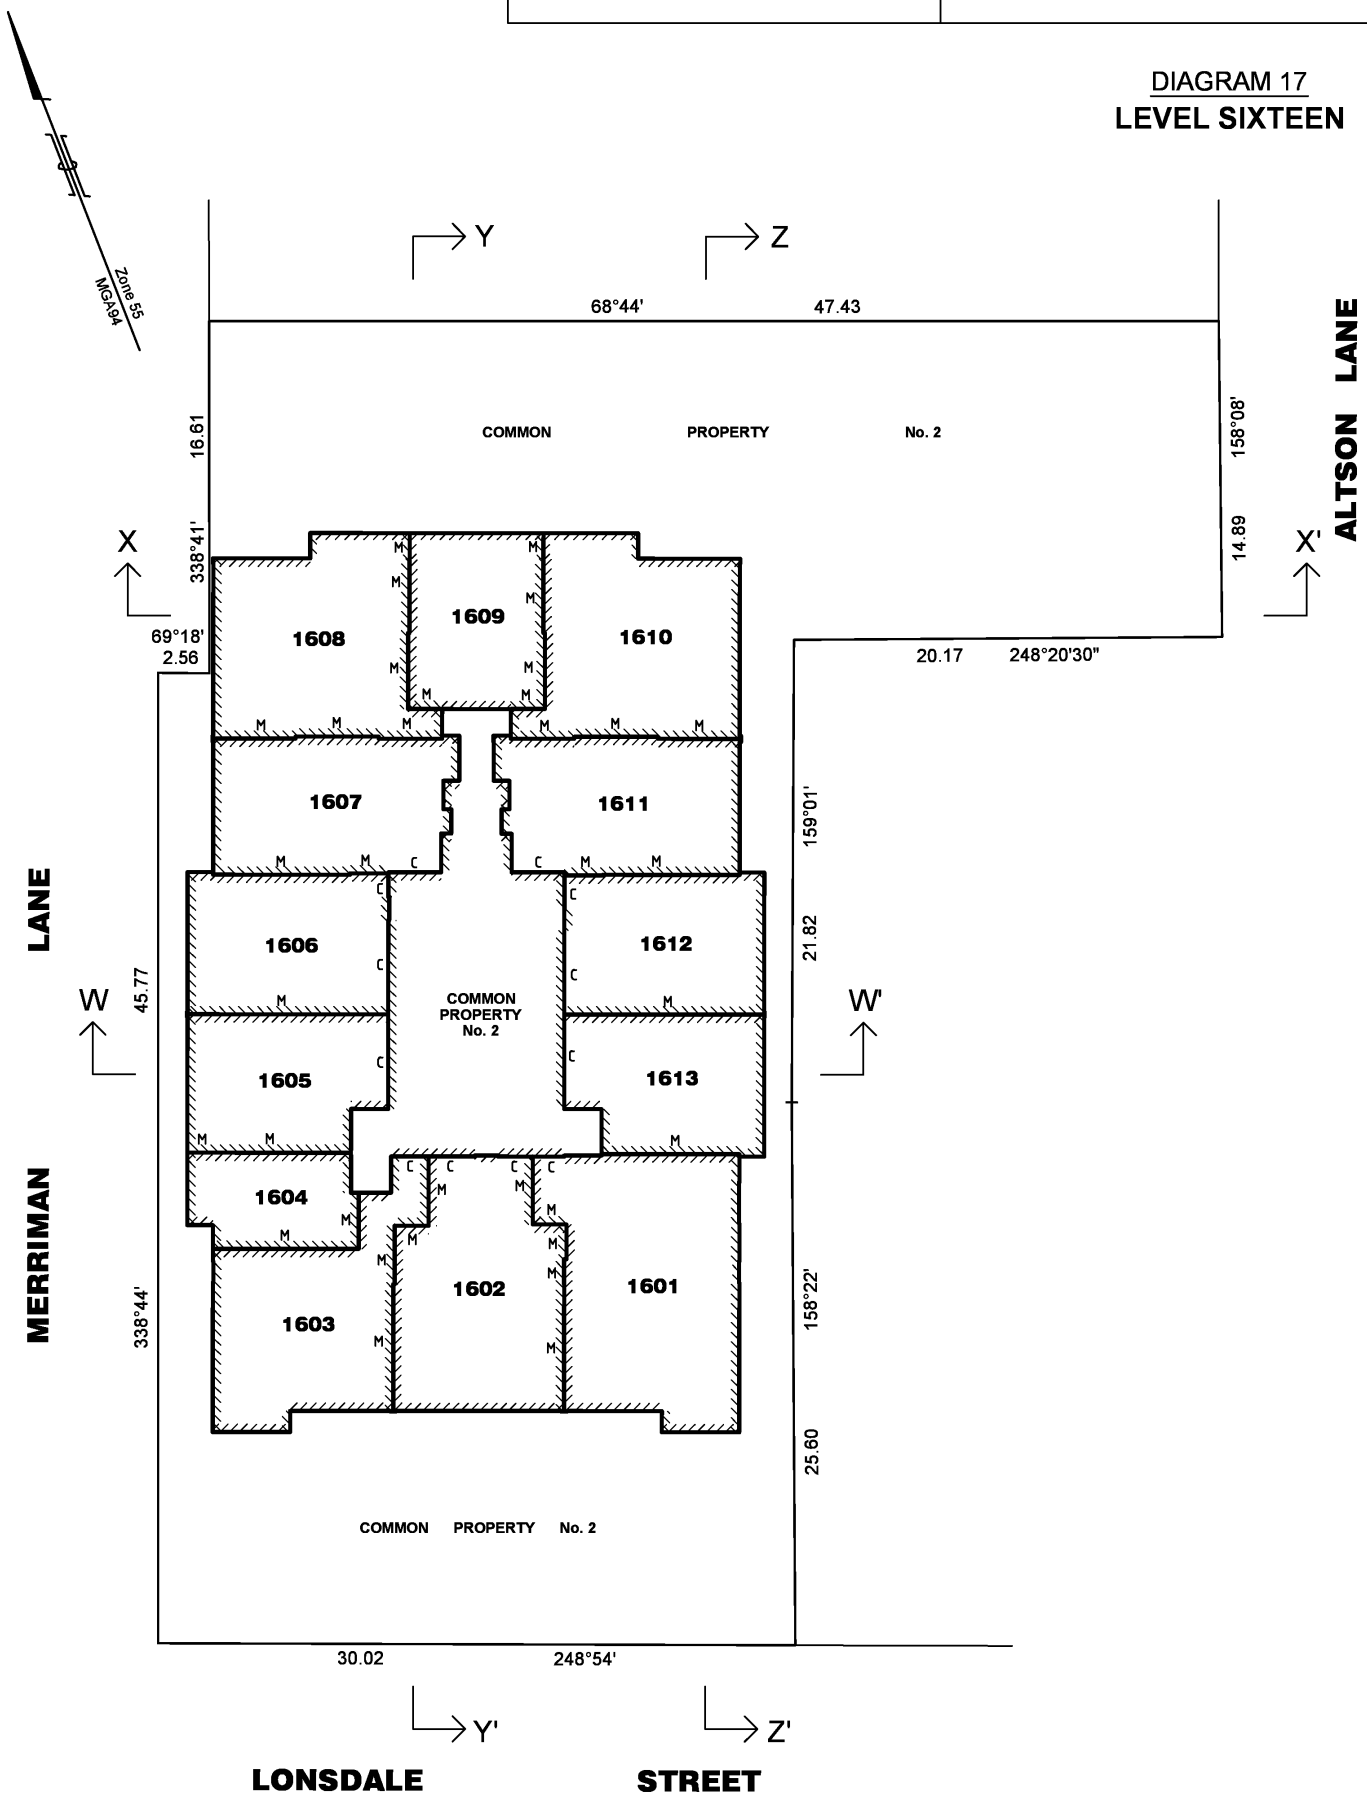 DIAGRAM 17
LEVEL SIXTEEN
Zone 55
MGA94
Y
Z
68°44'
47.43
ALTSON LANE
16.61
338°41'
COMMON PROPERTY No. 2
158°08'
14.89
X
X'
69°18'
2.56
20.17
248°20'30"
M
M
M
M
M
M
M
M
M
1608
1609
1610
M
M
M
M
M
M
1607
1611
159°01'
M
M
C
C
M
M
C
C
LANE
1606
1612
21.82
C
C
45.77
M
M
COMMON
PROPERTY
No. 2
W
W'
C
C
1605
1613
M
M
M
MERRIMAN
C
C
C
C
M
M
1604
M
M
M
M
M
M
M
338°44'
1603
1602
1601
158°22'
M
M
M
25.60
COMMON PROPERTY No. 2
30.02
248°54'
Y'
Z'
LONSDALE STREET